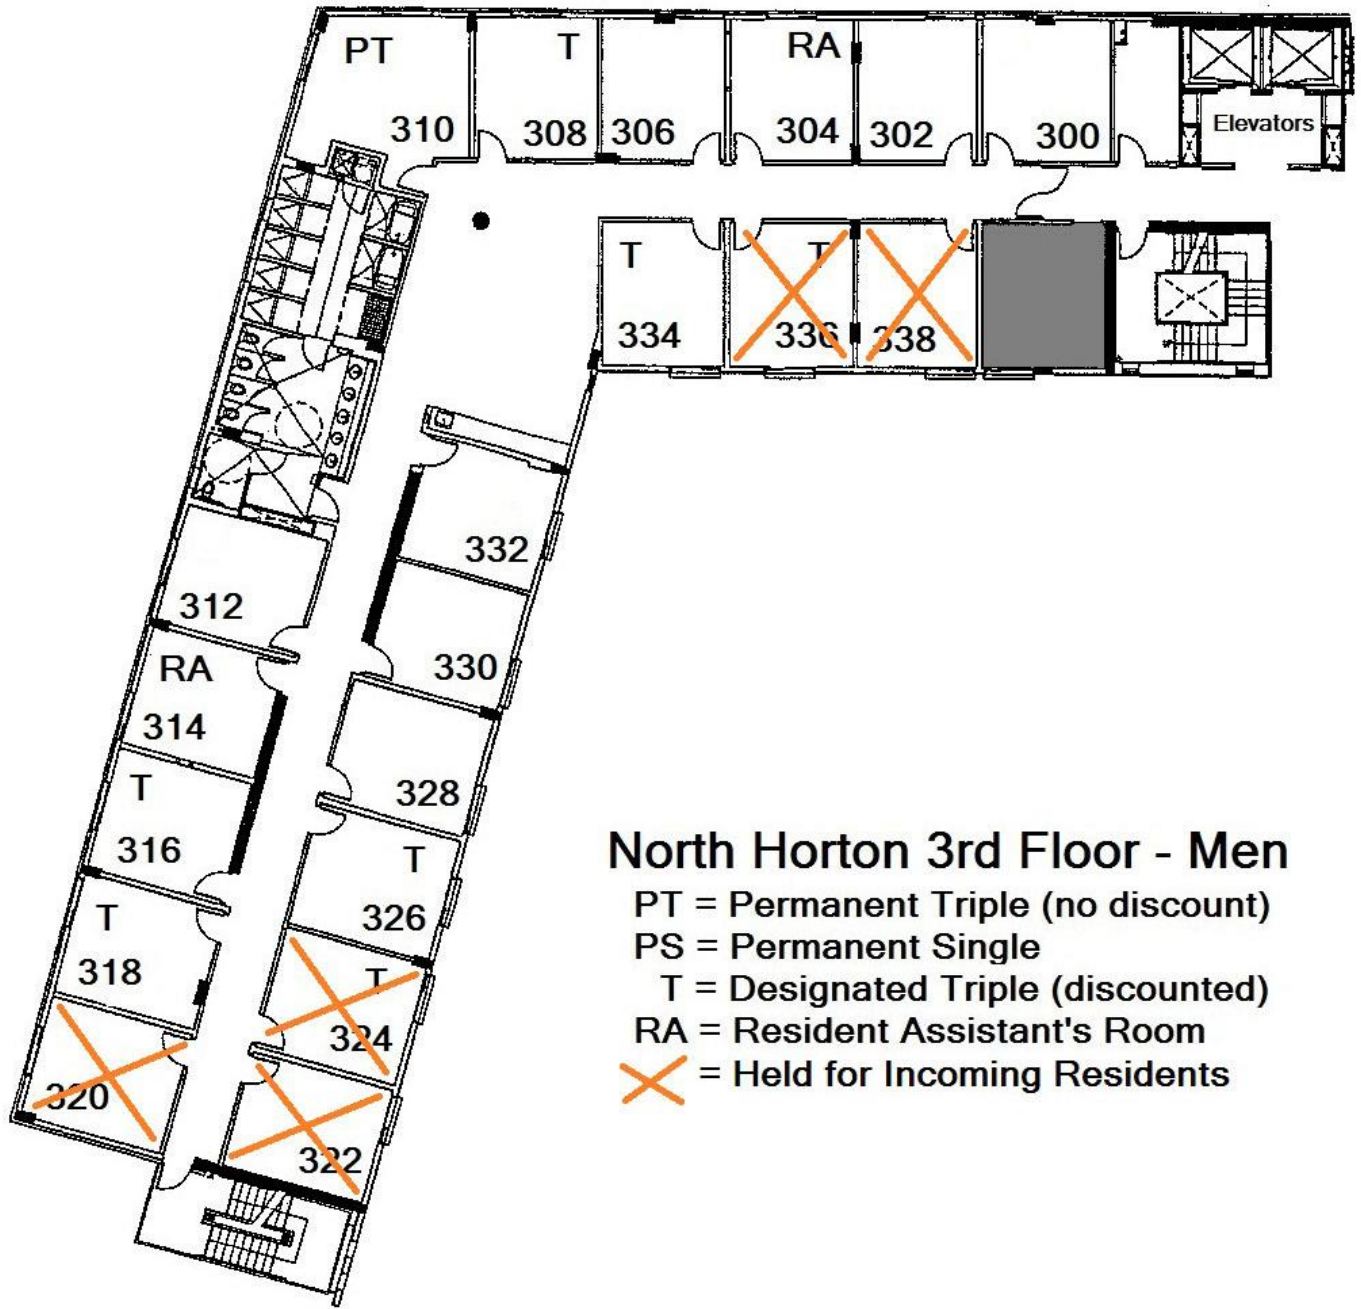 PT
T
RA
310
308
306
304
302
300
Elevators
T
T
334
336
338
332
312
330
RA
314
328
T
316
T
326
T
318
T
324
320
322
North Horton 3rd Floor - Men
PT = Permanent Triple (no discount)
PS = Permanent Single
T = Designated Triple (discounted)
RA = Resident Assistant's Room
= Held for Incoming Residents